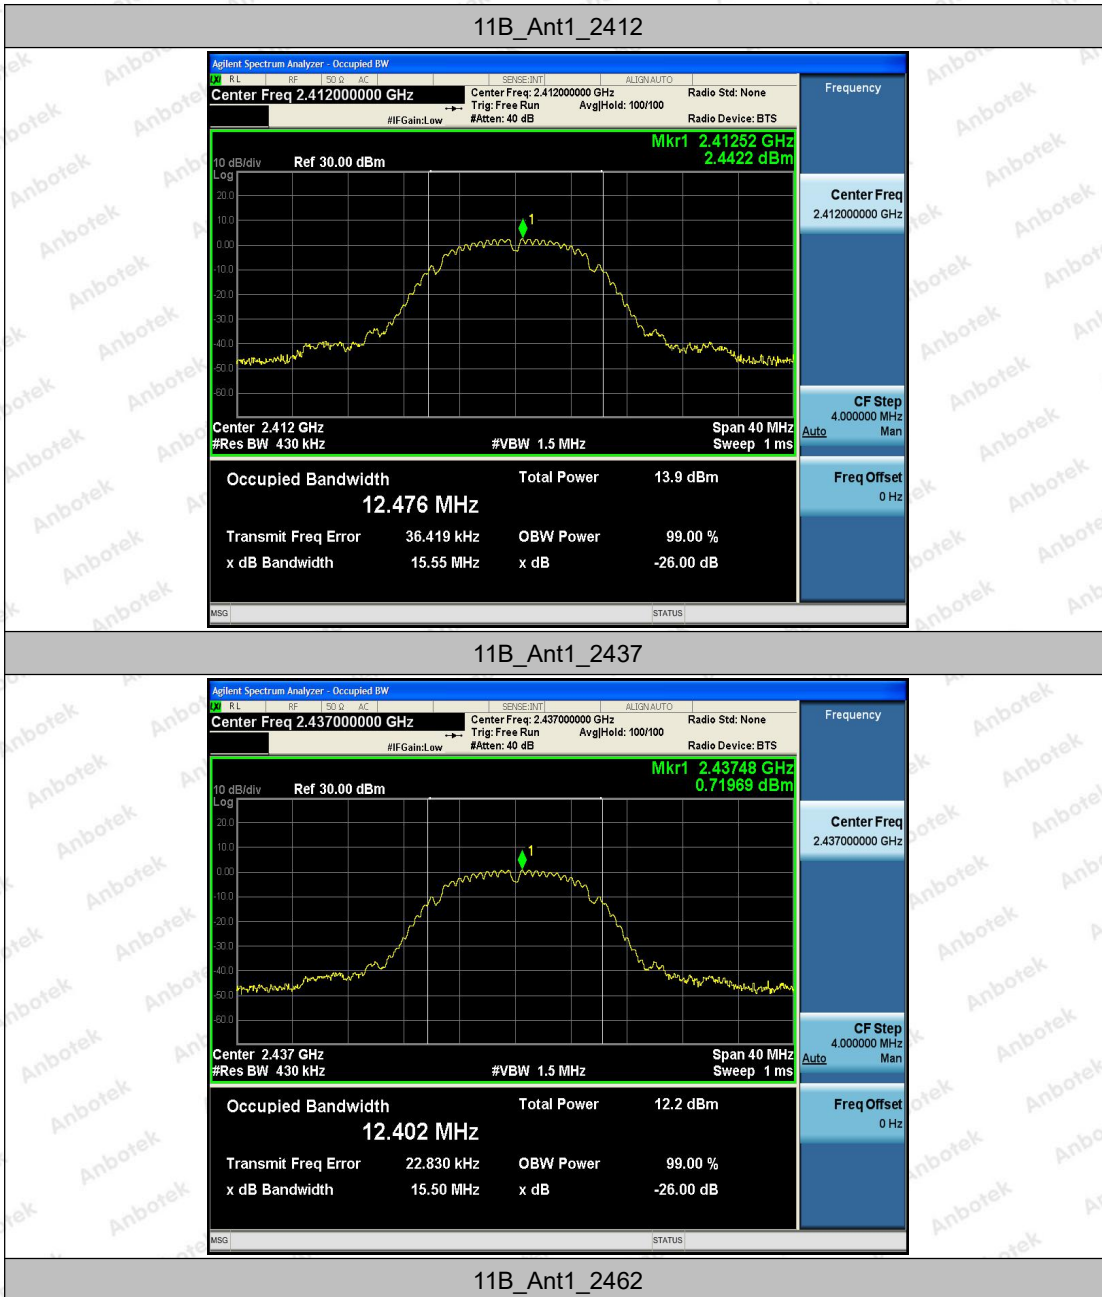 11B_Ant1_2412
Agilent Spectrum Analyzer - Occupied BW
LXI RL RF 50 Ω AC SENSE:INT ALIGNAUTO
Center Freq 2.412000000 GHz
Center Freq: 2.412000000 GHz Radio Std: None
Trig: Free Run Avg|Hold: 100/100
#IFGain:Low #Atten: 40 dB Radio Device: BTS
Mkr1 2.41252 GHz
2.4422 dBm
10 dB/div Ref 30.00 dBm
Log
20.0
10.0
1
0.00
-10.0
-20.0
-30.0
-40.0
-50.0
-60.0
Center 2.412 GHz Span 40 MHz
#Res BW 430 kHz #VBW 1.5 MHz Sweep 1 ms
Occupied Bandwidth Total Power 13.9 dBm
12.476 MHz
Transmit Freq Error 36.419 kHz OBW Power 99.00 %
x dB Bandwidth 15.55 MHz x dB -26.00 dB
MSG STATUS
Frequency
Center Freq
2.412000000 GHz
CF Step
4.000000 MHz
Auto Man
Freq Offset
0 Hz
11B_Ant1_2437
Agilent Spectrum Analyzer - Occupied BW
LXI RL RF 50 Ω AC SENSE:INT ALIGNAUTO
Center Freq 2.437000000 GHz
Center Freq: 2.437000000 GHz Radio Std: None
Trig: Free Run Avg|Hold: 100/100
#IFGain:Low #Atten: 40 dB Radio Device: BTS
Mkr1 2.43748 GHz
0.71969 dBm
10 dB/div Ref 30.00 dBm
Log
20.0
10.0
1
0.00
-10.0
-20.0
-30.0
-40.0
-50.0
-60.0
Center 2.437 GHz Span 40 MHz
#Res BW 430 kHz #VBW 1.5 MHz Sweep 1 ms
Occupied Bandwidth Total Power 12.2 dBm
12.402 MHz
Transmit Freq Error 22.830 kHz OBW Power 99.00 %
x dB Bandwidth 15.50 MHz x dB -26.00 dB
MSG STATUS
Frequency
Center Freq
2.437000000 GHz
CF Step
4.000000 MHz
Auto Man
Freq Offset
0 Hz
11B_Ant1_2462
Anbotek